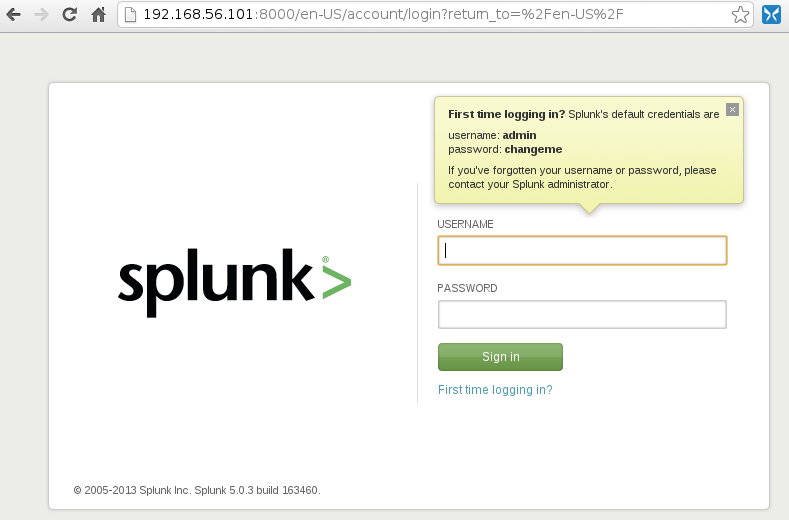 192.168.56.101:8000/en-US/account/login?return_to=%2Fen-US%2F
First time logging in? Splunk's default credentials are
username: admin
password: changeme
If you've forgotten your username or password, please
contact your Splunk administrator.
USERNAME
splunk®>
PASSWORD
Sign in
First time logging in?
© 2005-2013 Splunk Inc. Splunk 5.0.3 build 163460.